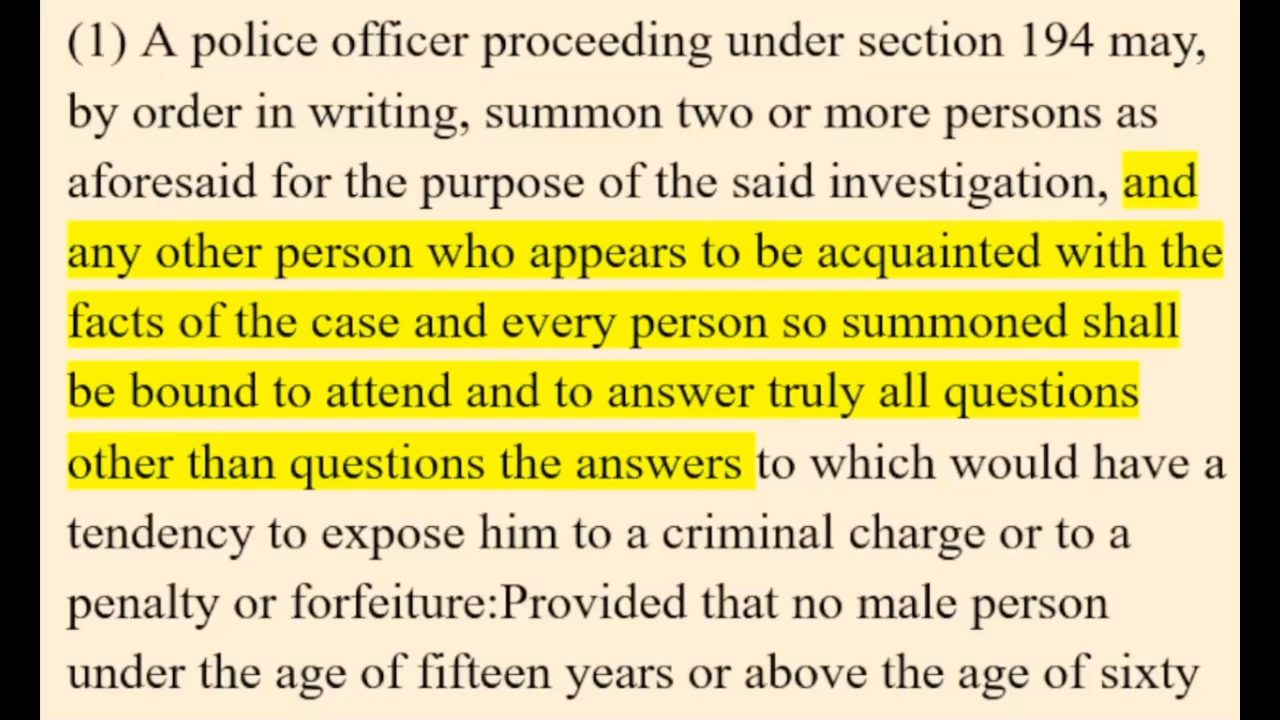 (1) A police officer proceeding under section 194 may,
by order in writing, summon two or more persons as
aforesaid for the purpose of the said investigation, and
any other person who appears to be acquainted with the
facts of the case and every person so summoned shall
be bound to attend and to answer truly all questions
other than questions the answers to which would have a
tendency to expose him to a criminal charge or to a
penalty or forfeiture:Provided that no male person
under the age of fifteen years or above the age of sixty